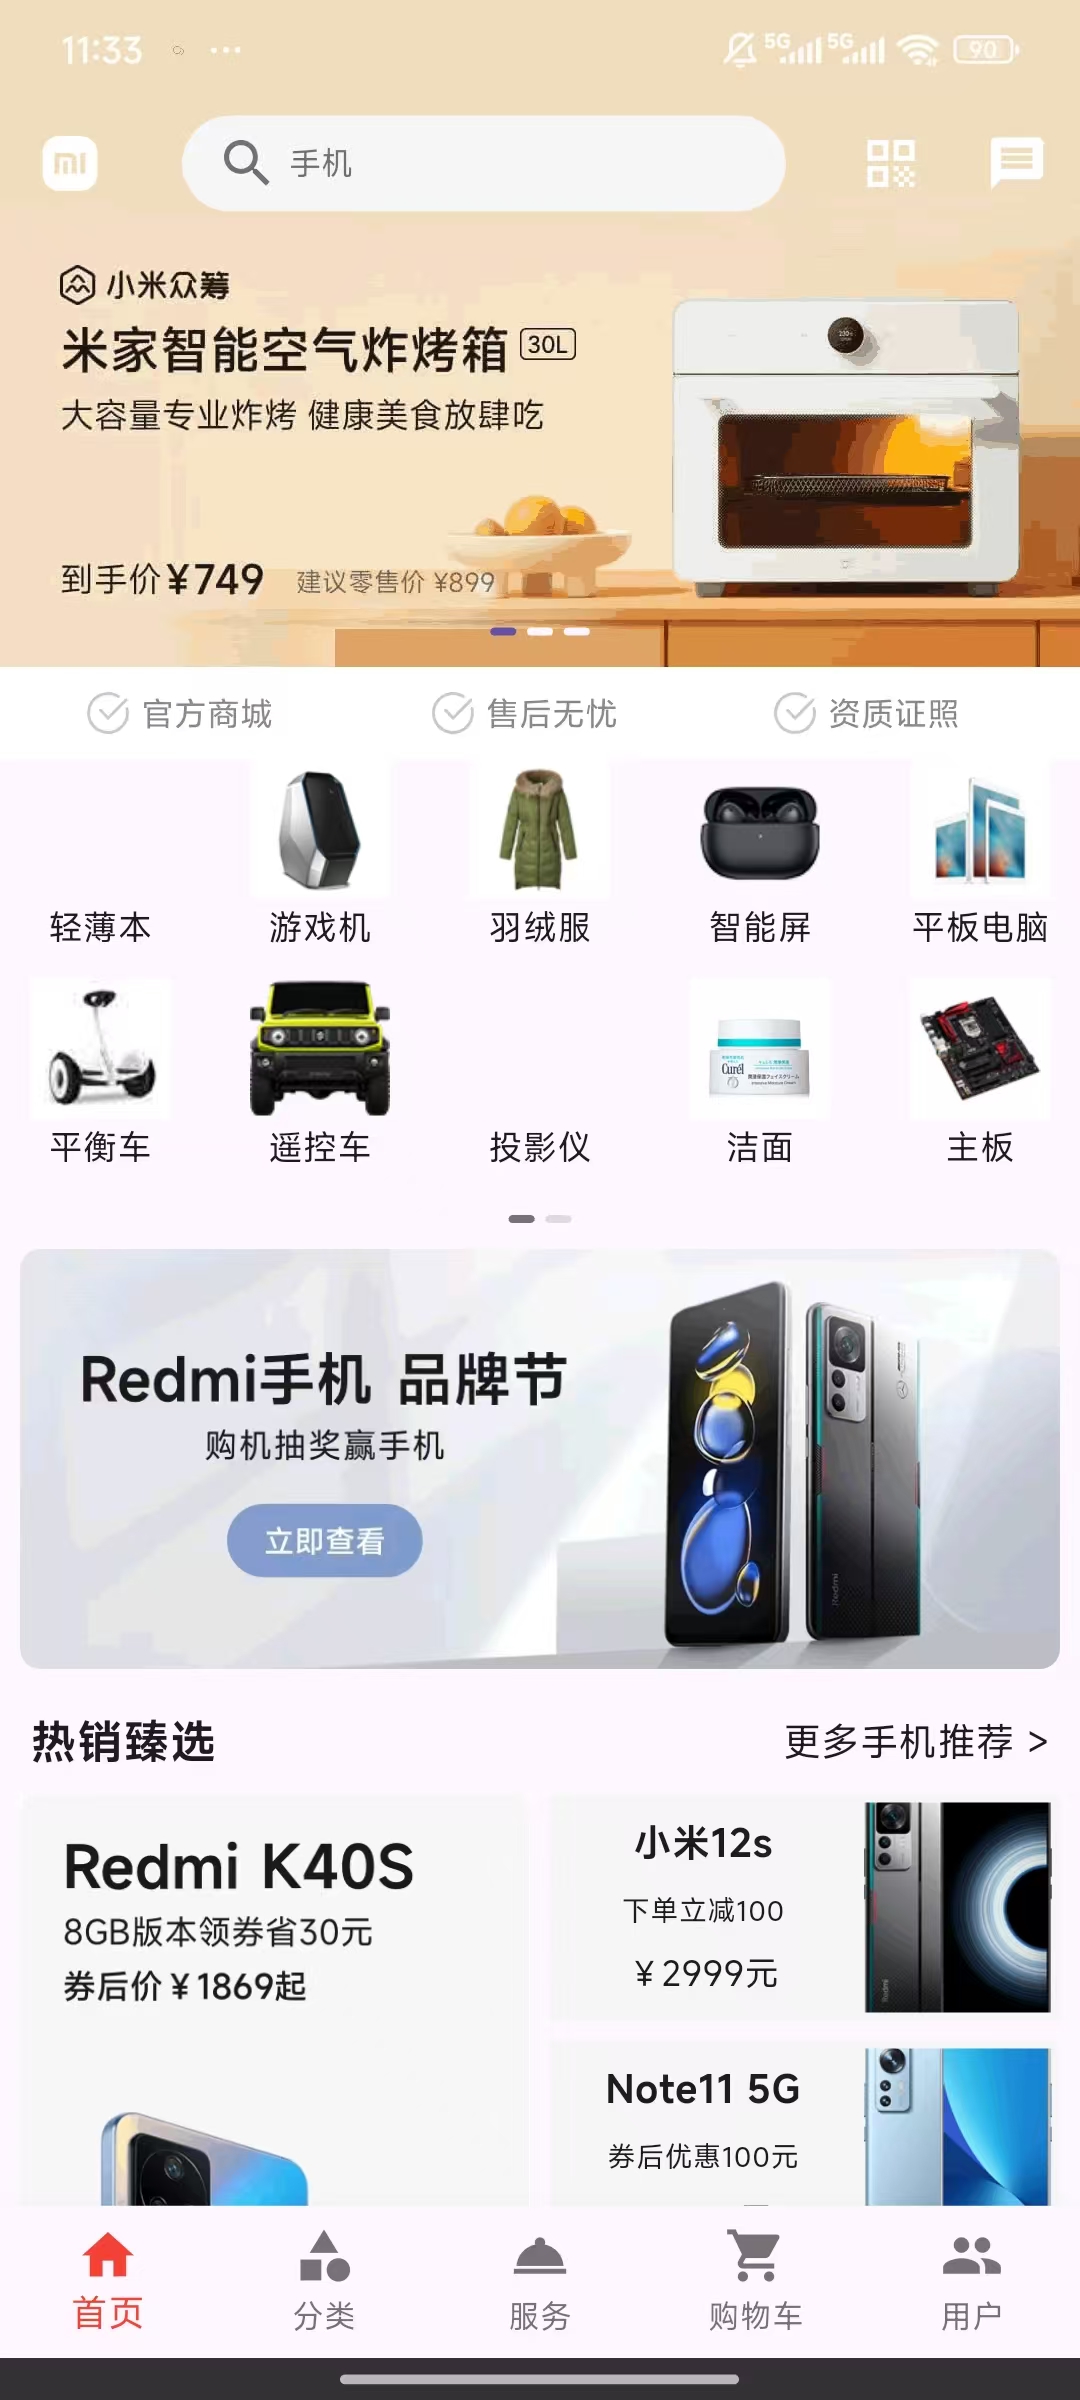 11:33 ... 5G 5G 90
mi 手机
小米众筹
米家智能空气炸烤箱 30L
大容量专业炸烤 健康美食放肆吃
到手价¥749 建议零售价 ¥899
官方商城 售后无忧 资质证照
轻薄本 游戏机 羽绒服 智能屏 平板电脑
Curél
平衡车 遥控车 投影仪 洁面 主板
Redmi手机 品牌节
购机抽奖赢手机
立即查看
Redmi
热销臻选 更多手机推荐 >
Redmi K40S
8GB版本领券省30元
券后价¥1869起
小米12s
下单立减100
¥2999元
Redmi
Note11 5G
券后优惠100元
首页 分类 服务 购物车 用户